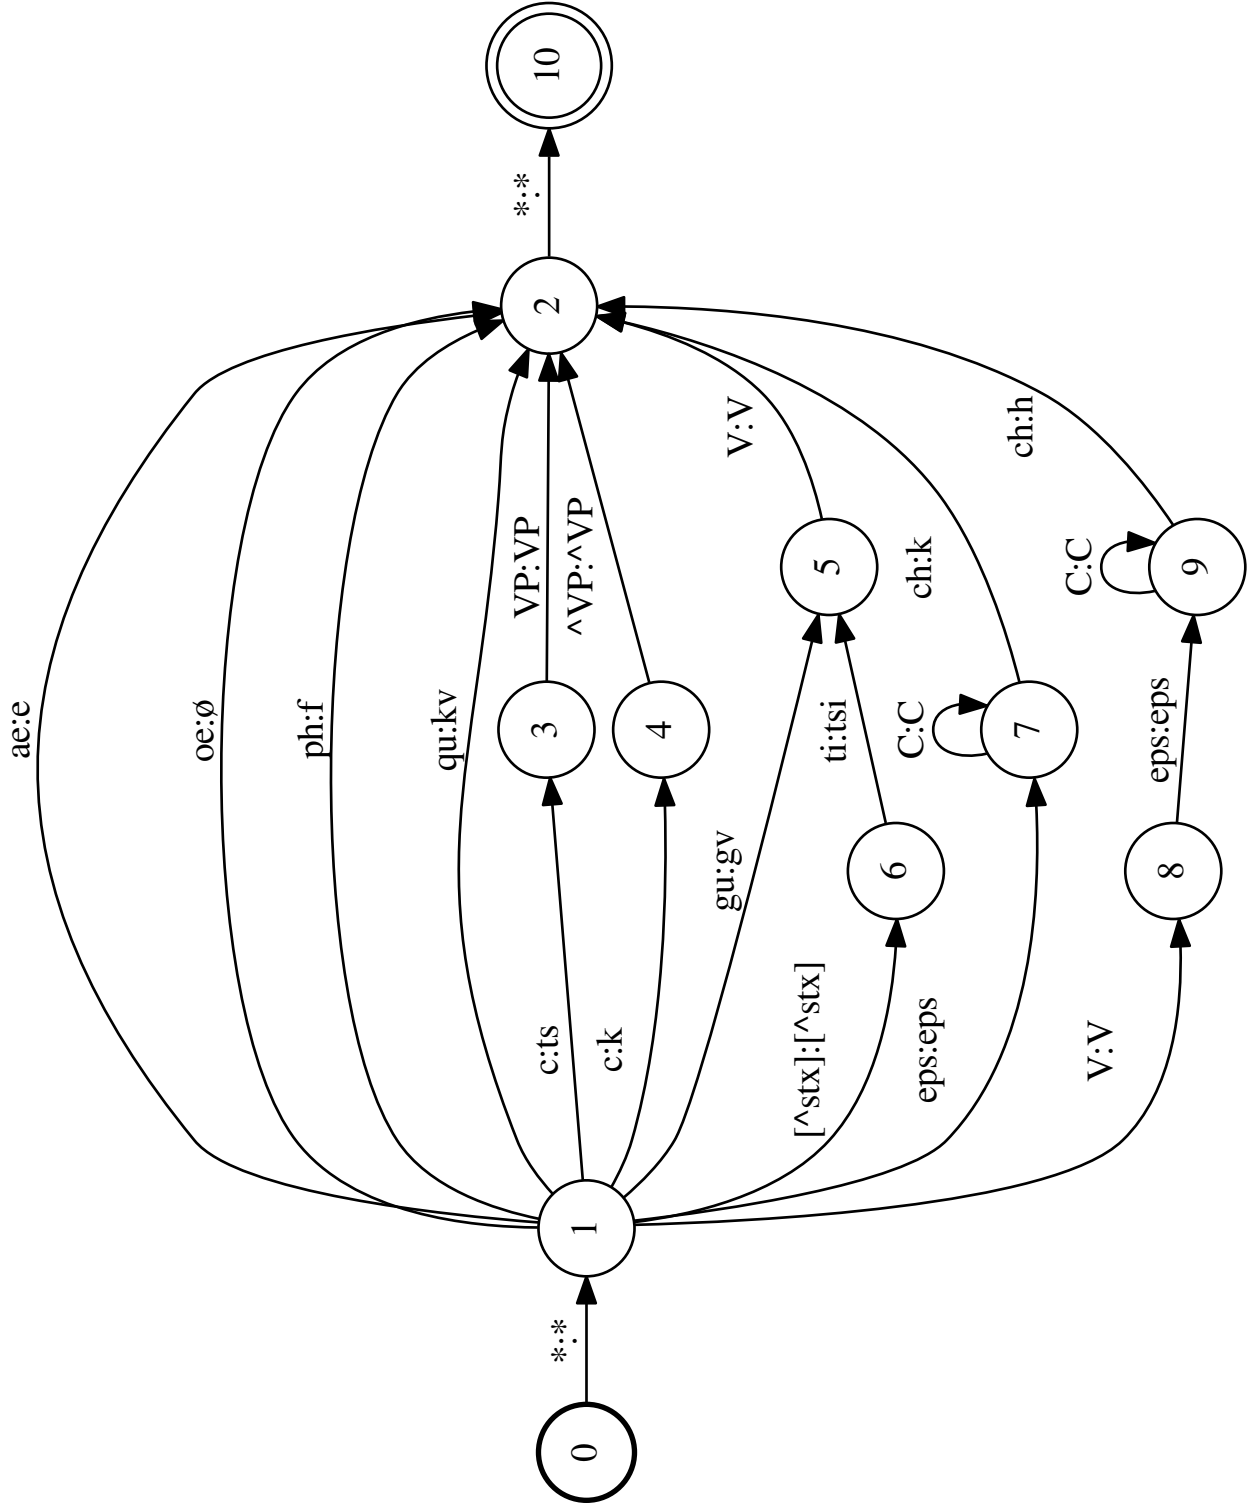 0
*:*
1
ae:e
oe:ø
ph:f
qu:kv
c:ts
c:k
gu:gv
[^stx]:[^stx]
eps:eps
V:V
3
4
6
8
VP:VP
^VP:^VP
ti:tsi
C:C
7
eps:eps
5
C:C
9
V:V
ch:k
ch:h
2
*:*
10